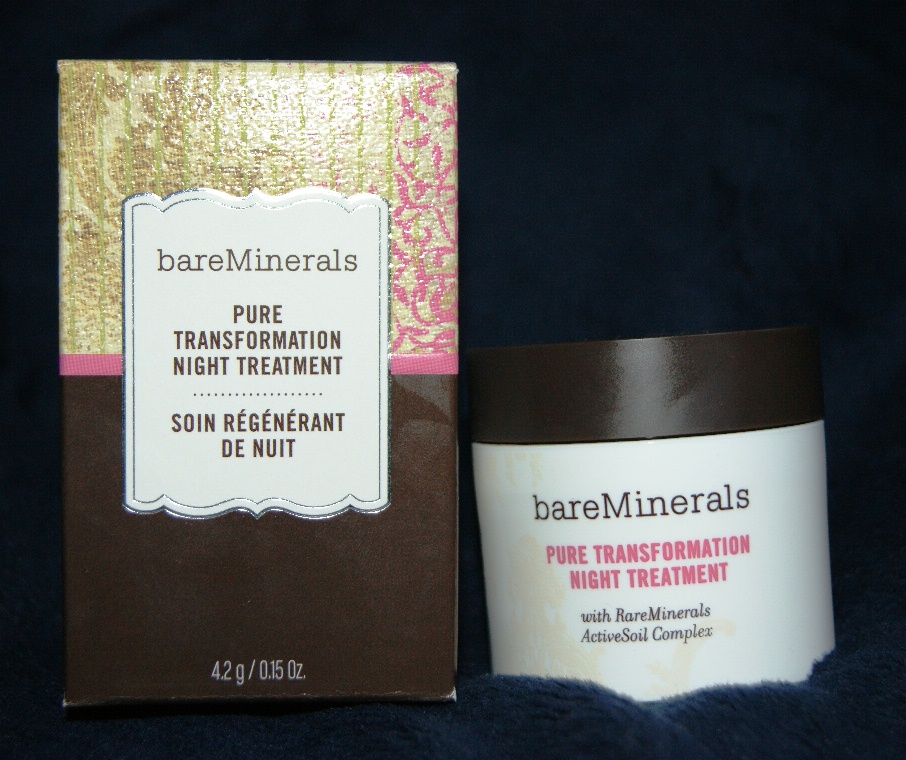 bareMinerals
PURE
TRANSFORMATION
NIGHT TREATMENT
SOIN RÉGÉNÉRANT
DE NUIT
4.2 g / 0.15 Oz.
bareMinerals
PURE TRANSFORMATION
NIGHT TREATMENT
with RareMinerals
ActiveSoil Complex